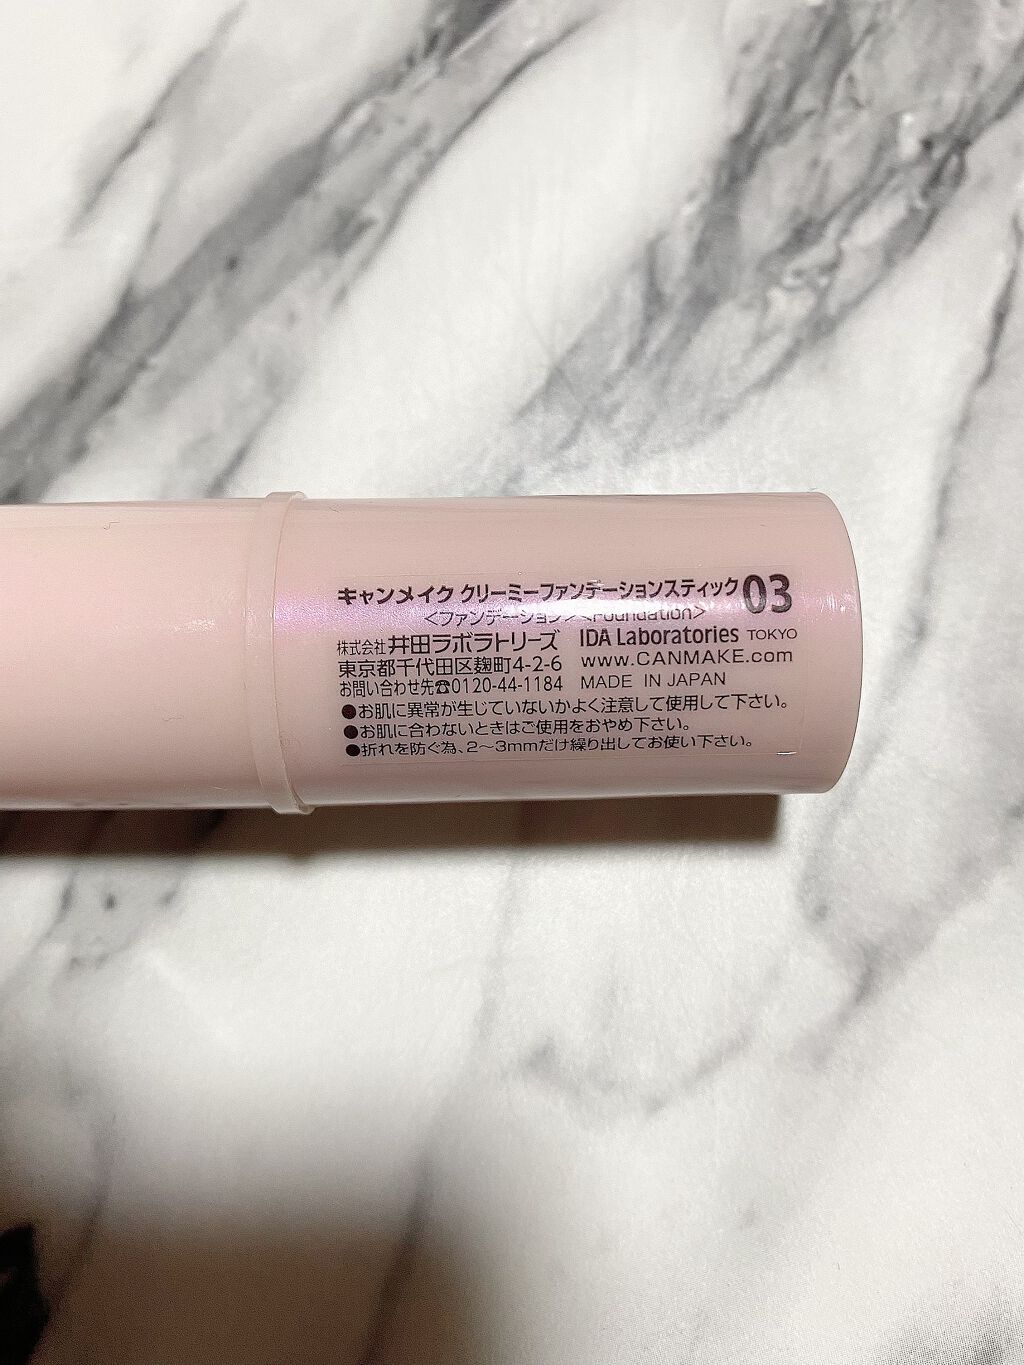 キャンメイク クリーミーファンデーションスティック 03
<ファンデーション><Foundation>
株式会社 井田ラボラトリーズ IDA Laboratories TOKYO
東京都千代田区麹町4-2-6 www.CANMAKE.com
お問い合わせ先☎0120-44-1184 MADE IN JAPAN
●お肌に異常が生じていないかよく注意して使用して下さい。
●お肌に合わないときはご使用をおやめ下さい。
●折れを防ぐ為、2〜3mmだけ繰り出してお使い下さい。